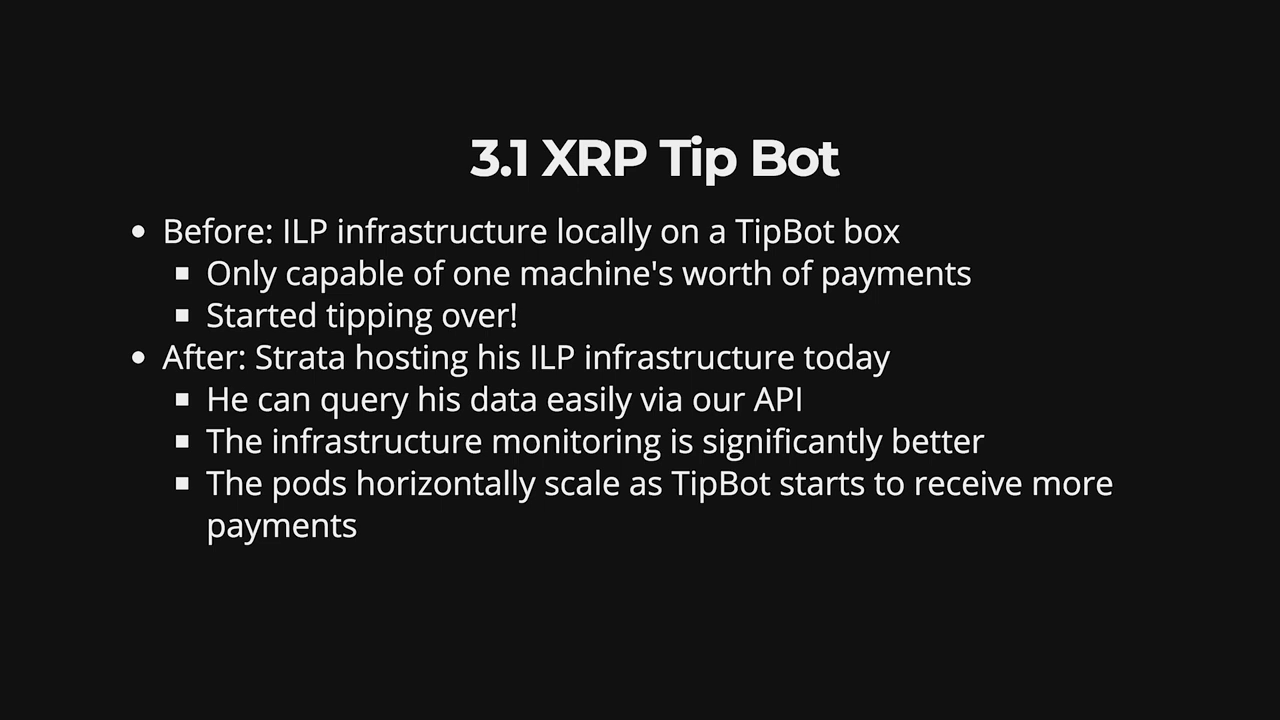 3.1 XRP Tip Bot
Before: ILP infrastructure locally on a TipBot box
Only capable of one machine's worth of payments
Started tipping over!
After: Strata hosting his ILP infrastructure today
He can query his data easily via our API
The infrastructure monitoring is significantly better
The pods horizontally scale as TipBot starts to receive more
payments